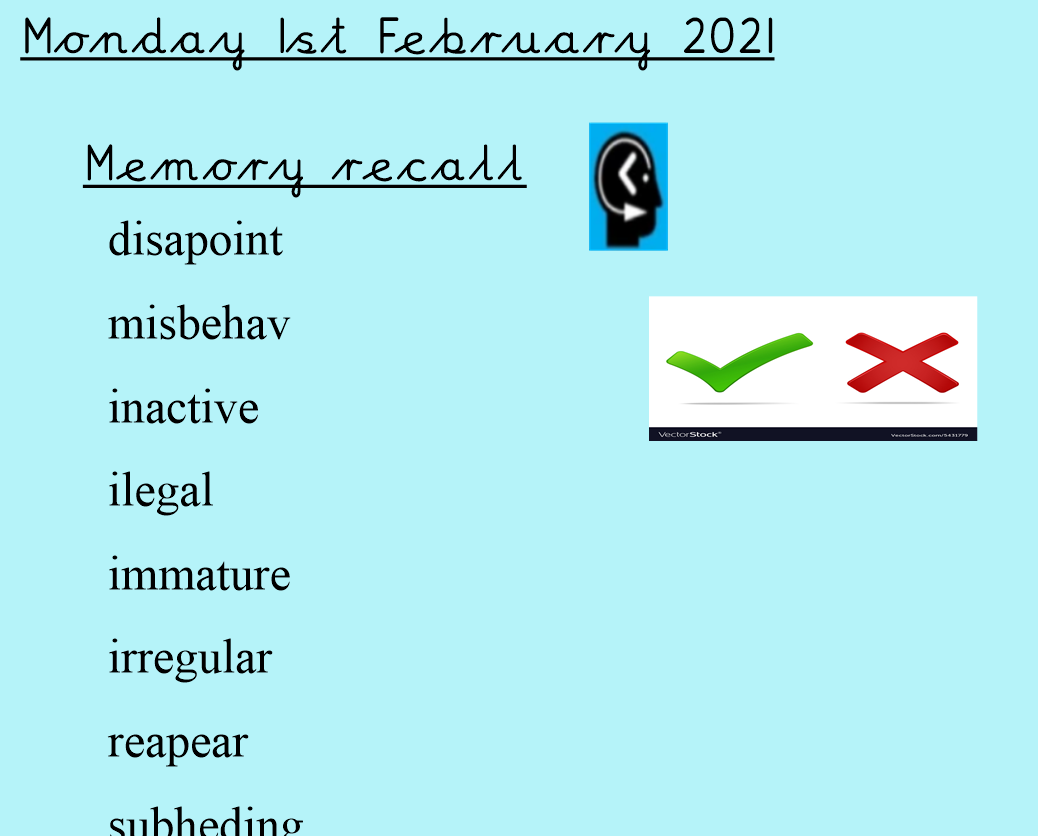 Monday 1st February 2021
Memory recall
disapoint
misbehav
inactive
VectorStock®
VectorStock.com/5431779
ilegal
immature
irregular
reapear
subheding